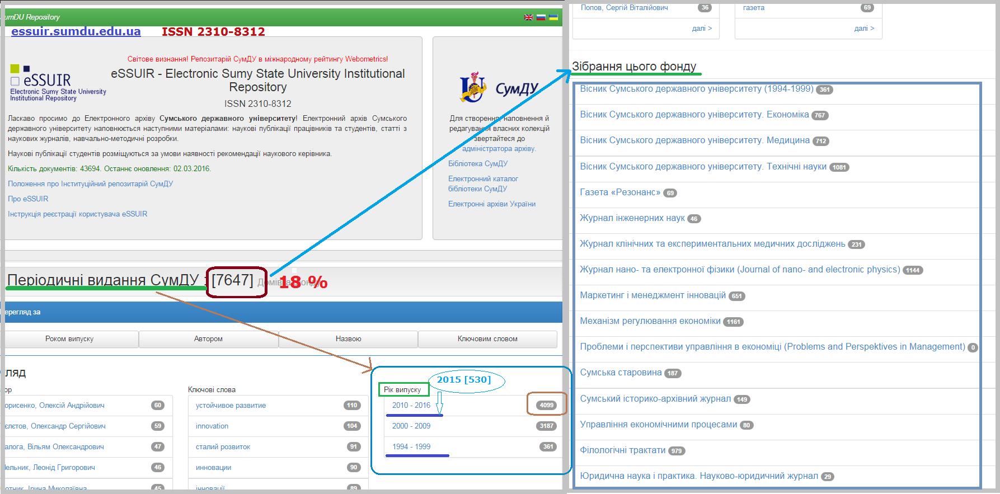 umDU Repository
essuir.sumdu.edu.ua ISSN 2310-8312
Світове визнання! Репозитарій СумДУ в міжнародному рейтингу Webometrics!
eSSUIR - Electronic Sumy State University Institutional
Repository
ISSN 2310-8312
eSSUIR
Electronic Sumy State University
Institutional Repository
Ласкаво просимо до Електронного архіву Сумського державного університету! Електронний архів Сумського
державного університету наповнюється наступними матеріалами: наукові публікації працівників та студентів, статті з
наукових журналів, навчально-методичні розробки.
Наукові публікації студентів розміщуються за умови наявності рекомендації наукового керівника.
Кількість документів: 43694. Останнє оновлення: 02.03.2016.
Положення про Інституційний репозитарій СумДУ
Про eSSUIR
Інструкція реєстрації користувача eSSUIR
СумДУ
Для створення, наповнення й
редагування власних колекцій
звертайтеся до
адміністратора архіву.
Бібліотека СумДУ
Електронний каталог
бібліотеки СумДУ
Електронні архіви України
Періодичні видання СумДУ : [7647] Домівка фонду
18 %
ерегляд за
Роком випуску Автором Назвою Ключовим словом
ляд
ор
орисенко, Олексій Андрійович 60
єлєтов, Олександр Сергійович 59
алога, Вільям Олександрович 47
ельник, Леонід Григорович 46
отник, Ірина Миколаївна 45
Ключові слова
устойчивое развитие 110
innovation 104
сталий розвиток 91
инновации 90
інновації 89
2015 [530]
Рік випуску
2010 - 2016 4099
2000 - 2009 3187
1994 - 1999 361
Попов, Сергій Віталійович 36
далі >
газета 69
далі >
Зібрання цього фонду
Вісник Сумського державного університету (1994-1999) 361
Вісник Сумського державного університету. Економіка 767
Вісник Сумського державного університету. Медицина 712
Вісник Сумського державного університету. Технічні науки 1081
Газета «Резонанс» 69
Журнал інженерних наук 46
Журнал клінічних та експериментальних медичних досліджень 231
Журнал нано- та електронної фізики (Journal of nano- and electronic physics) 1144
Маркетинг і менеджмент інновацій 651
Механізм регулювання економіки 1161
Проблеми і перспективи управління в економіці (Problems and Perspektives in Management) 0
Сумська старовина 187
Сумський історико-архівний журнал 149
Управління економічними процесами 80
Філологічні трактати 979
Юридична наука і практика. Науково-юридичний журнал 29